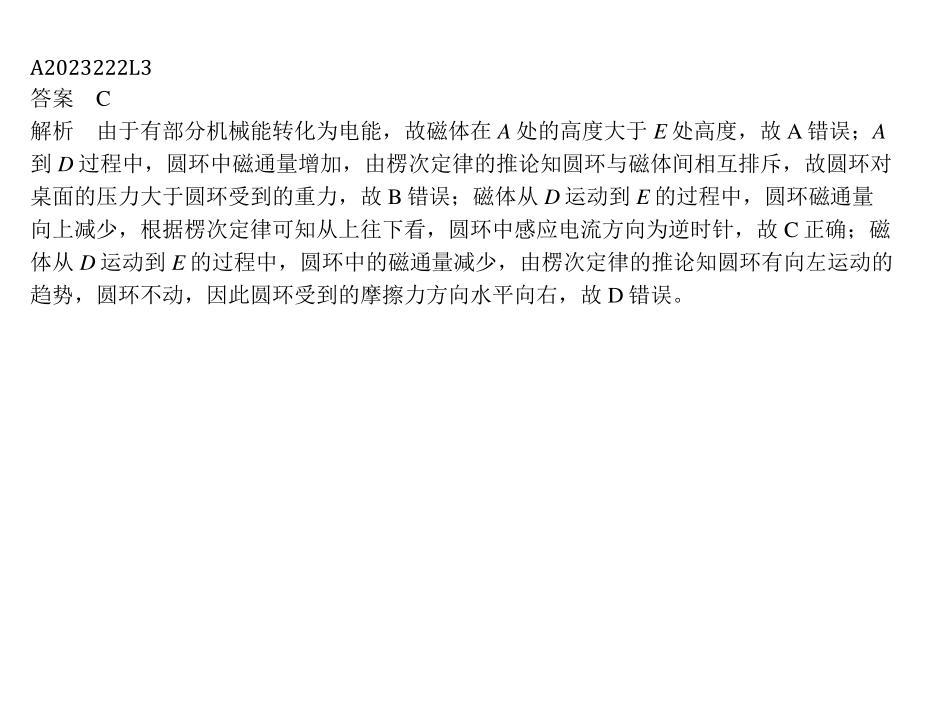 A2023222L3
答案 C
解析 由于有部分机械能转化为电能，故磁体在 A 处的高度大于 E 处高度，故 A 错误；A
到 D 过程中，圆环中磁通量增加，由楞次定律的推论知圆环与磁体间相互排斥，故圆环对
桌面的压力大于圆环受到的重力，故 B 错误；磁体从 D 运动到 E 的过程中，圆环磁通量
向上减少，根据楞次定律可知从上往下看，圆环中感应电流方向为逆时针，故 C 正确；磁
体从 D 运动到 E 的过程中，圆环中的磁通量减少，由楞次定律的推论知圆环有向左运动的
趋势，圆环不动，因此圆环受到的摩擦力方向水平向右，故 D 错误。